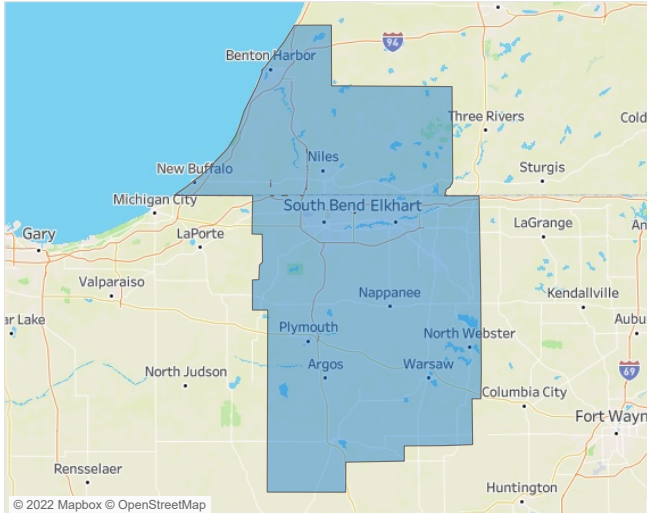 94
Benton Harbor
Three Rivers
Cold
Niles
New Buffalo
Sturgis
Michigan City
South Bend Elkhart
Gary
LaPorte
LaGrange
An
Valparaiso
Nappanee
Kendallville
ar Lake
Plymouth
North Webster
Aubu
North Judson
Argos
Warsaw
69
Columbia City
Fort Wayn
Rensselaer
Huntington
© 2022 Mapbox © OpenStreetMap